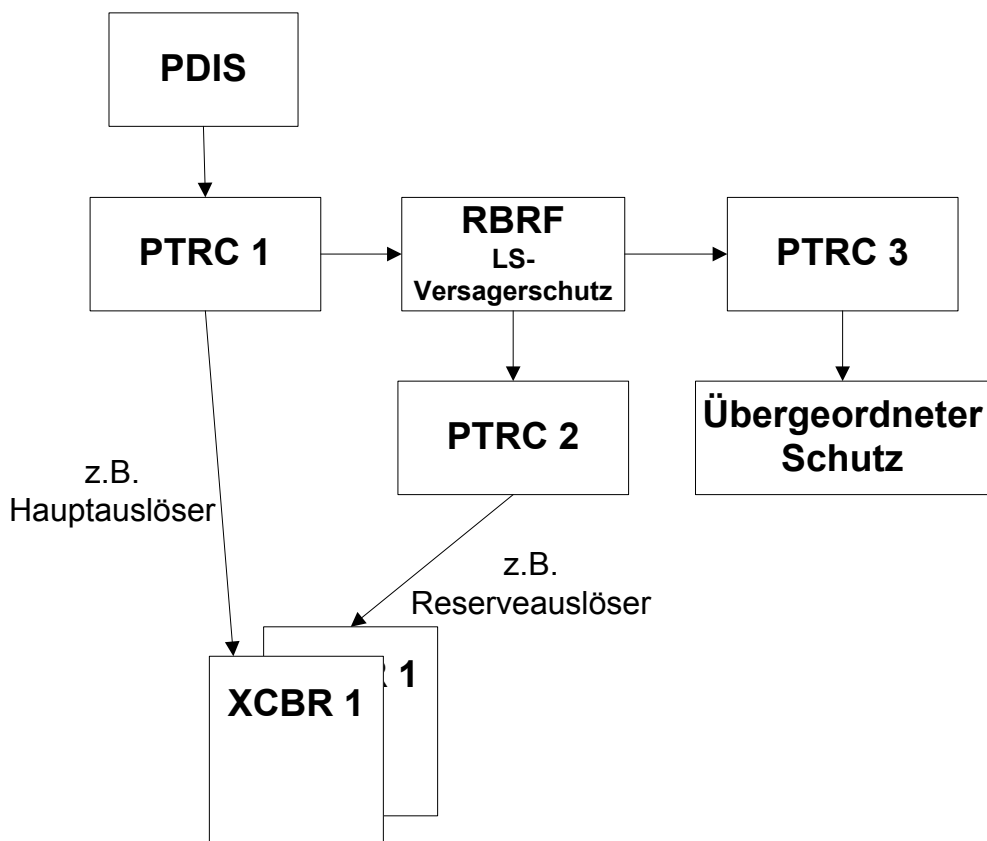 PDIS
PTRC 1
RBRF
LS-
Versagerschutz
PTRC 3
PTRC 2
Übergeordneter
Schutz
z.B.
Hauptauslöser
z.B.
Reserveauslöser
1
XCBR 1